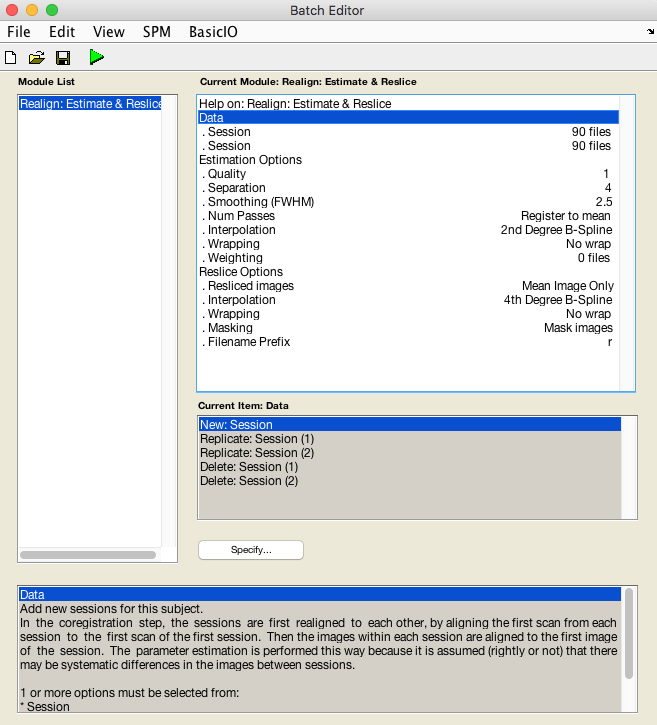 Batch Editor
File Edit View SPM BasicIO
Module List
Realign: Estimate & Reslice
Current Module: Realign: Estimate & Reslice
Help on: Realign: Estimate & Reslice
Data
. Session 90 files
. Session 90 files
Estimation Options
. Quality 1
. Separation 4
. Smoothing (FWHM) 2.5
. Num Passes Register to mean
. Interpolation 2nd Degree B-Spline
. Wrapping No wrap
. Weighting 0 files
Reslice Options
. Resliced images Mean Image Only
. Interpolation 4th Degree B-Spline
. Wrapping No wrap
. Masking Mask images
. Filename Prefix r
Current Item: Data
New: Session
Replicate: Session (1)
Replicate: Session (2)
Delete: Session (1)
Delete: Session (2)
Specify...
Data
Add new sessions for this subject.
In the coregistration step, the sessions are first realigned to each other, by aligning the first scan from each
session to the first scan of the first session. Then the images within each session are aligned to the first image
of the session. The parameter estimation is performed this way because it is assumed (rightly or not) that there
may be systematic differences in the images between sessions.
1 or more options must be selected from:
* Session